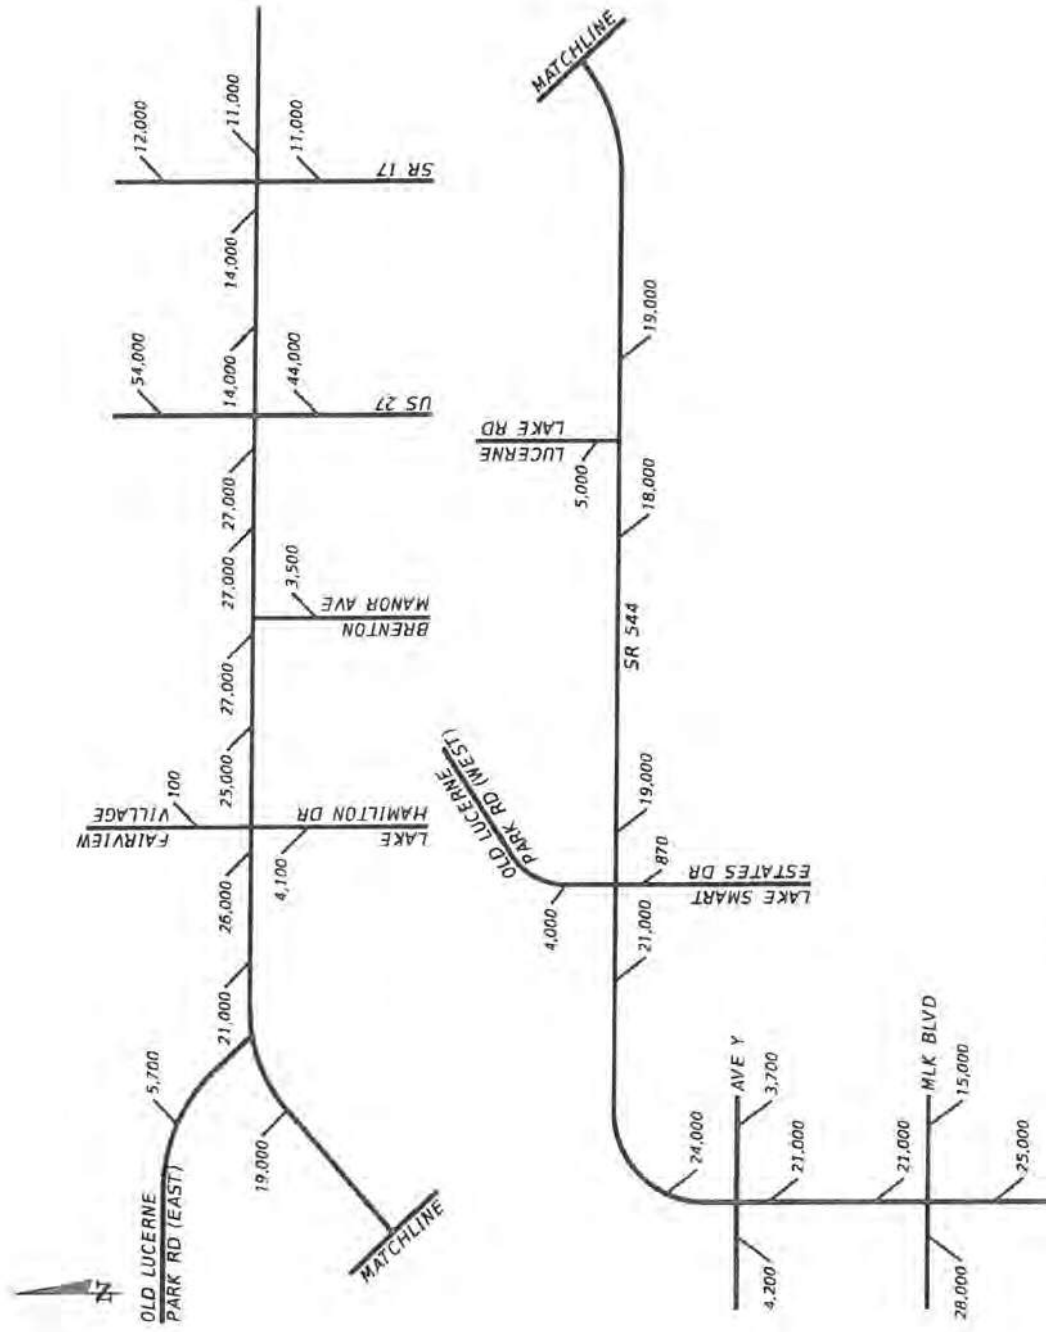 N
OLD LUCERNE
PARK RD (EAST)
5,700
21,000
19,000
MATCHLINE
26,000
FAIRVIEW
VILLAGE
100
4,100
LAKE
HAMILTON DR
25,000
27,000
BRENTON
MANOR AVE
3,500
27,000
27,000
54,000
14,000
44,000
US 27
14,000
12,000
11,000
11,000
SR 17
MATCHLINE
19,000
LUCERNE
LAKE RD
5,000
18,000
SR 544
OLD LUCERNE
PARK RD (WEST)
4,000
19,000
870
LAKE SMART
ESTATES DR
21,000
24,000
AVE Y
3,700
4,200
21,000
21,000
MLK BLVD
15,000
28,000
25,000